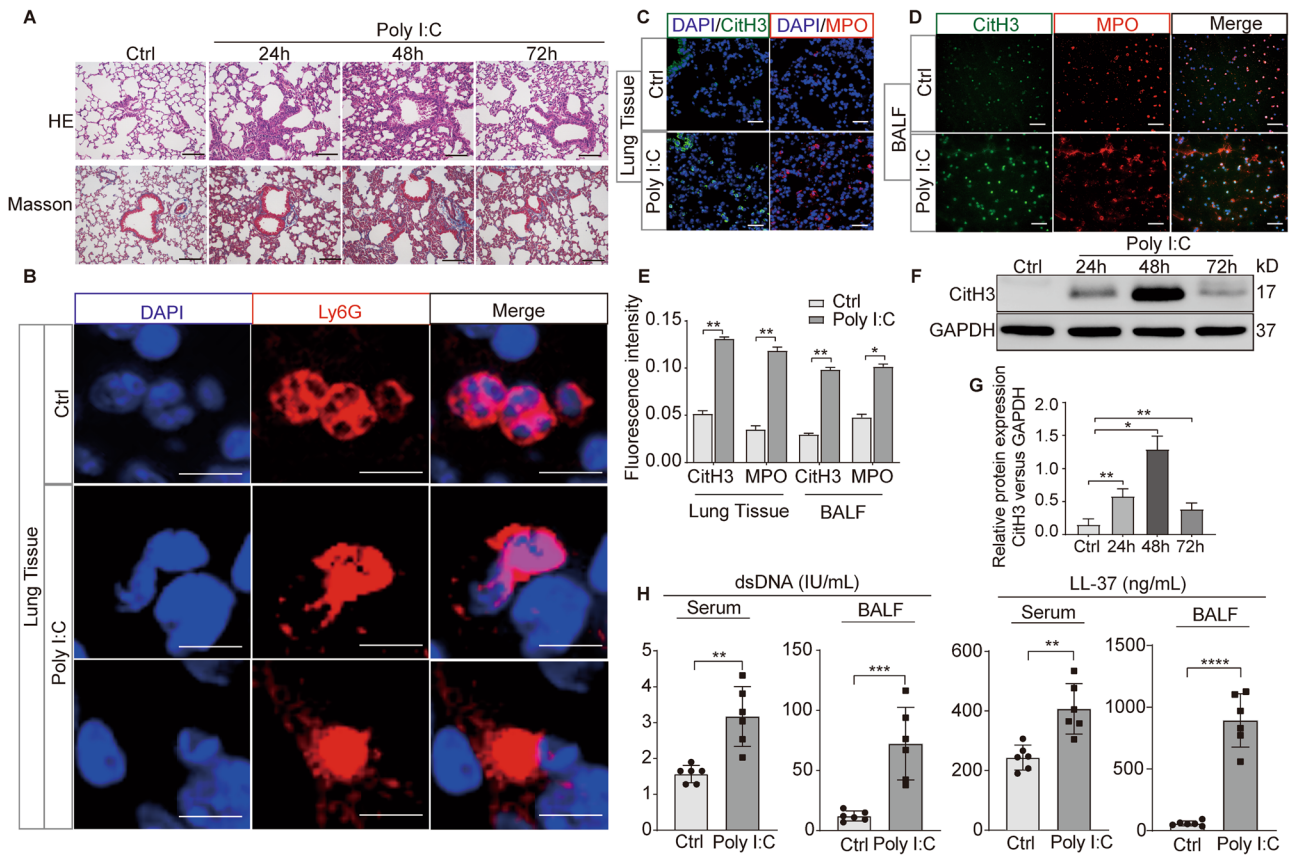 A
Poly I:C
Ctrl 24h 48h 72h
HE
Masson
B
DAPI Ly6G Merge
Lung Tissue
Ctrl
Poly I:C
C
DAPI/CitH3 DAPI/MPO
Lung Tissue
Ctrl
Poly I:C
D
CitH3 MPO Merge
BALF
Ctrl
Poly I:C
E
Ctrl
Poly I:C
Fluorescence intensity
0.15
0.10
0.05
0.00
** ** ** *
CitH3 MPO CitH3 MPO
Lung Tissue BALF
F
Poly I:C
Ctrl 24h 48h 72h kD
CitH3 17
GAPDH 37
G
Relative protein expression
CitH3 versus GAPDH
2.0
1.5
1.0
0.5
0.0
**
*
**
Ctrl 24h 48h 72h
H
dsDNA (IU/mL)
Serum
5
4
3
2
1
0
**
Ctrl Poly I:C
BALF
150
100
50
0
***
Ctrl Poly I:C
LL-37 (ng/mL)
Serum
600
400
200
0
**
Ctrl Poly I:C
BALF
1500
1000
500
0
****
Ctrl Poly I:C